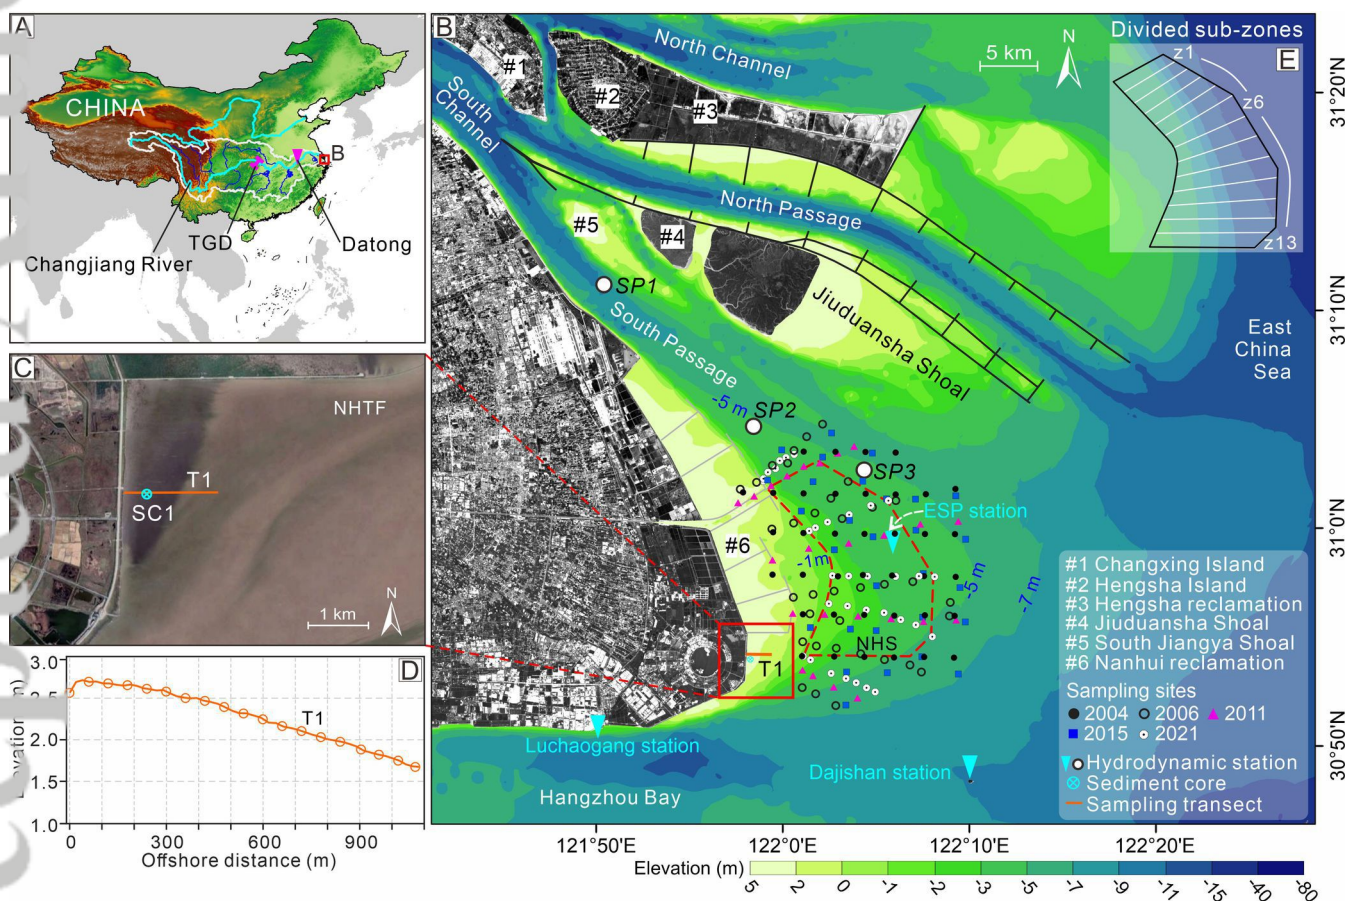 A
CHINA
B
TGD
Datong
Changjiang River
B
#1
#2
#3
North Channel
South Channel
5 km
N
Divided sub-zones
E
z1
z6
z13
North Passage
#5
#4
SP1
South Passage
Jiuduansha Shoal
East
China
Sea
-5 m
SP2
SP3
ESP station
#6
-1m
-5 m
-7 m
NHS
T1
Luchaogang station
Dajishan station
Hangzhou Bay
#1 Changxing Island
#2 Hengsha Island
#3 Hengsha reclamation
#4 Jiuduansha Shoal
#5 South Jiangya Shoal
#6 Nanhui reclamation
Sampling sites
2004 2006 2011
2015 2021
Hydrodynamic station
Sediment core
Sampling transect
31°20'N
31°10'N
31°0'N
30°50'N
121°50'E 122°0'E 122°10'E 122°20'E
Elevation (m)
5 2 0 -1 -2 -3 -5 -7 -9 -11 -15 -40 -80
C
NHTF
T1
SC1
N
1 km
D
3.0
2.5
2.0
1.5
1.0
T1
0 300 600 900
Offshore distance (m)